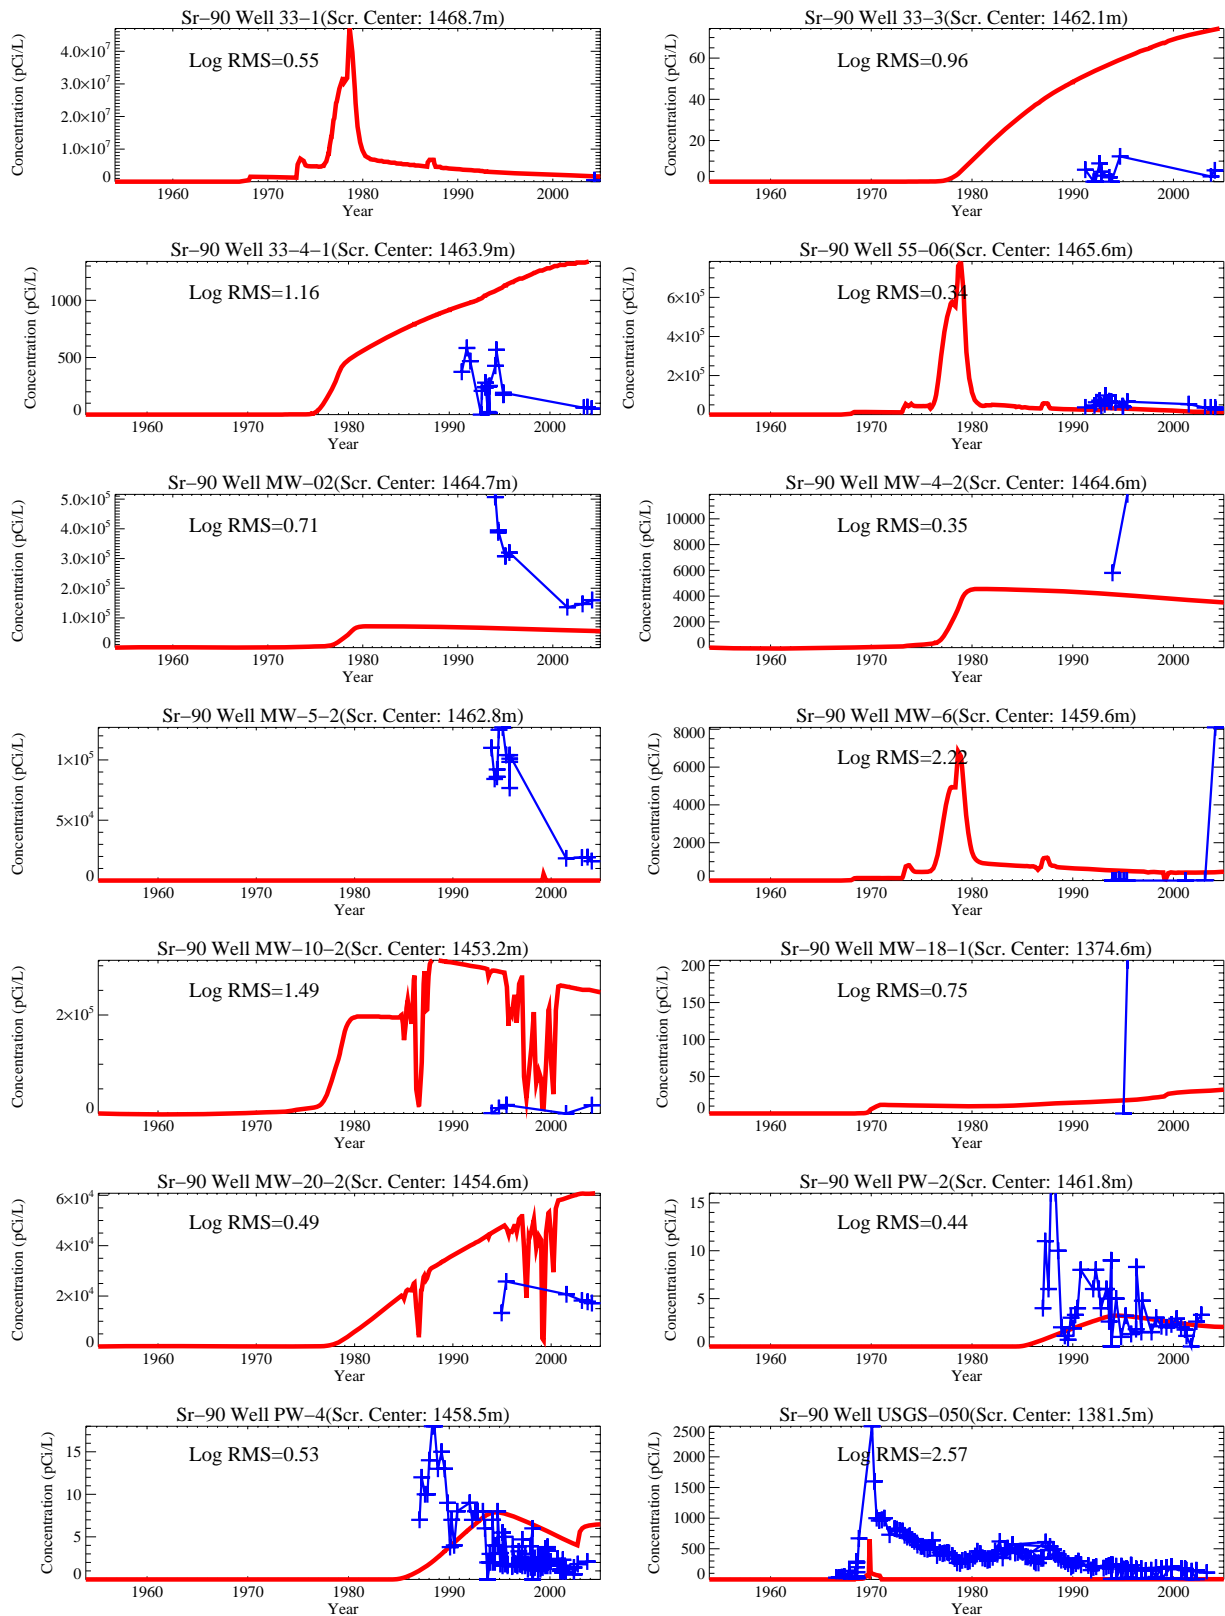 Sr−90 Well 33−1(Scr. Center: 1468.7m)
Log RMS=0.55
Concentration (pCi/L)
4.0×10⁷
3.0×10⁷
2.0×10⁷
1.0×10⁷
0
1960 1970 1980 1990 2000
Year
Sr−90 Well 33−3(Scr. Center: 1462.1m)
Log RMS=0.96
Concentration (pCi/L)
60
40
20
0
1960 1970 1980 1990 2000
Year
Sr−90 Well 33−4−1(Scr. Center: 1463.9m)
Log RMS=1.16
Concentration (pCi/L)
1000
500
0
1960 1970 1980 1990 2000
Year
Sr−90 Well 55−06(Scr. Center: 1465.6m)
Log RMS=0.34
Concentration (pCi/L)
6×10⁵
4×10⁵
2×10⁵
0
1960 1970 1980 1990 2000
Year
Sr−90 Well MW−02(Scr. Center: 1464.7m)
Log RMS=0.71
Concentration (pCi/L)
5.0×10⁵
4.0×10⁵
3.0×10⁵
2.0×10⁵
1.0×10⁵
0
1960 1970 1980 1990 2000
Year
Sr−90 Well MW−4−2(Scr. Center: 1464.6m)
Log RMS=0.35
Concentration (pCi/L)
10000
8000
6000
4000
2000
0
1960 1970 1980 1990 2000
Year
Sr−90 Well MW−5−2(Scr. Center: 1462.8m)
Concentration (pCi/L)
1×10⁵
5×10⁴
0
1960 1970 1980 1990 2000
Year
Sr−90 Well MW−6(Scr. Center: 1459.6m)
Log RMS=2.22
Concentration (pCi/L)
8000
6000
4000
2000
0
1960 1970 1980 1990 2000
Year
Sr−90 Well MW−10−2(Scr. Center: 1453.2m)
Log RMS=1.49
Concentration (pCi/L)
2×10⁵
0
1960 1970 1980 1990 2000
Year
Sr−90 Well MW−18−1(Scr. Center: 1374.6m)
Log RMS=0.75
Concentration (pCi/L)
200
150
100
50
0
1960 1970 1980 1990 2000
Year
Sr−90 Well MW−20−2(Scr. Center: 1454.6m)
Log RMS=0.49
Concentration (pCi/L)
6×10⁴
4×10⁴
2×10⁴
0
1960 1970 1980 1990 2000
Year
Sr−90 Well PW−2(Scr. Center: 1461.8m)
Log RMS=0.44
Concentration (pCi/L)
15
10
5
0
1960 1970 1980 1990 2000
Year
Sr−90 Well PW−4(Scr. Center: 1458.5m)
Log RMS=0.53
Concentration (pCi/L)
15
10
5
0
1960 1970 1980 1990 2000
Year
Sr−90 Well USGS−050(Scr. Center: 1381.5m)
Log RMS=2.57
Concentration (pCi/L)
2500
2000
1500
1000
500
0
1960 1970 1980 1990 2000
Year